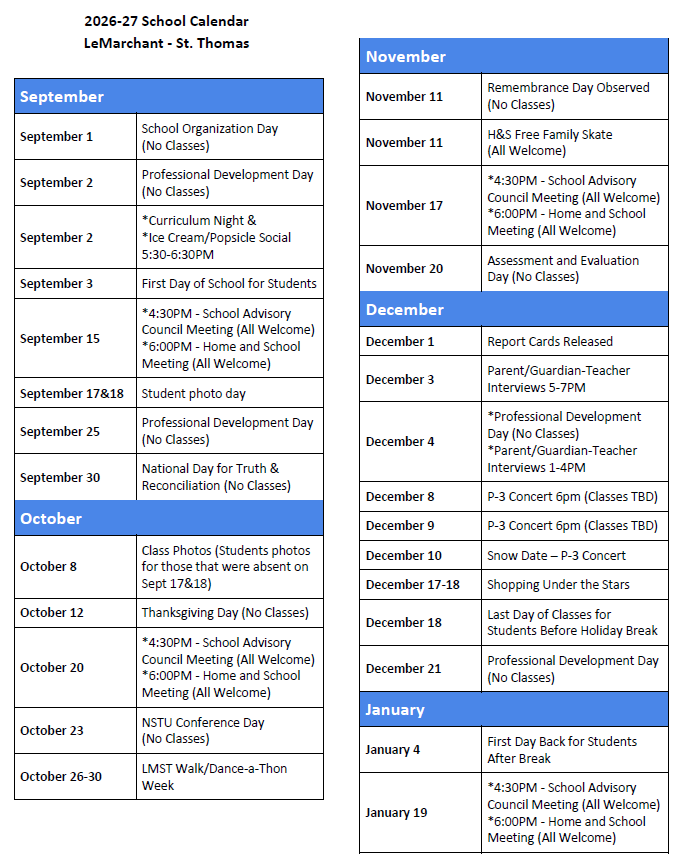 2026-27 School Calendar
LeMarchant - St. Thomas
September
September 1
School Organization Day
(No Classes)
September 2
Professional Development Day
(No Classes)
September 2
*Curriculum Night &
*Ice Cream/Popsicle Social
5:30-6:30PM
September 3
First Day of School for Students
September 15
*4:30PM - School Advisory
Council Meeting (All Welcome)
*6:00PM - Home and School
Meeting (All Welcome)
September 17&18
Student photo day
September 25
Professional Development Day
(No Classes)
September 30
National Day for Truth &
Reconciliation (No Classes)
October
October 8
Class Photos (Students photos
for those that were absent on
Sept 17&18)
October 12
Thanksgiving Day (No Classes)
October 20
*4:30PM - School Advisory
Council Meeting (All Welcome)
*6:00PM - Home and School
Meeting (All Welcome)
October 23
NSTU Conference Day
(No Classes)
October 26-30
LMST Walk/Dance-a-Thon
Week
November
November 11
Remembrance Day Observed
(No Classes)
November 11
H&S Free Family Skate
(All Welcome)
November 17
*4:30PM - School Advisory
Council Meeting (All Welcome)
*6:00PM - Home and School
Meeting (All Welcome)
November 20
Assessment and Evaluation
Day (No Classes)
December
December 1
Report Cards Released
December 3
Parent/Guardian-Teacher
Interviews 5-7PM
December 4
*Professional Development
Day (No Classes)
*Parent/Guardian-Teacher
Interviews 1-4PM
December 8
P-3 Concert 6pm (Classes TBD)
December 9
P-3 Concert 6pm (Classes TBD)
December 10
Snow Date – P-3 Concert
December 17-18
Shopping Under the Stars
December 18
Last Day of Classes for
Students Before Holiday Break
December 21
Professional Development Day
(No Classes)
January
January 4
First Day Back for Students
After Break
January 19
*4:30PM - School Advisory
Council Meeting (All Welcome)
*6:00PM - Home and School
Meeting (All Welcome)